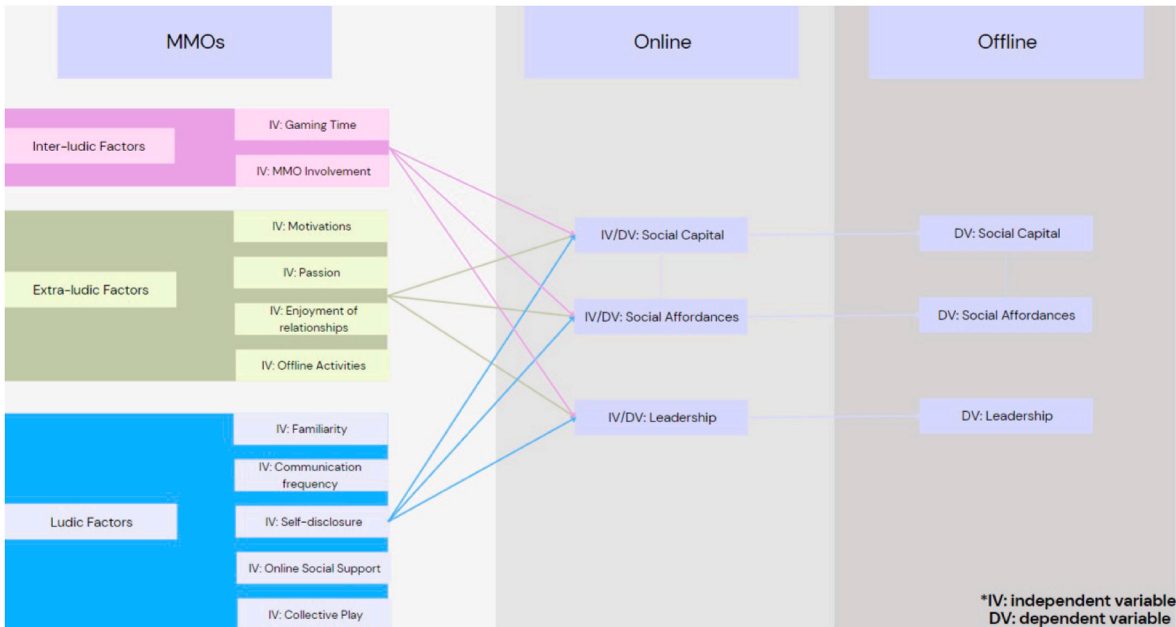 MMOs
Online
Offline
Inter-ludic Factors
IV: Gaming Time
IV: MMO Involvement
Extra-ludic Factors
IV: Motivations
IV: Passion
IV: Enjoyment of
relationships
IV: Offline Activities
Ludic Factors
IV: Familiarity
IV: Communication
frequency
IV: Self-disclosure
IV: Online Social Support
IV: Collective Play
IV/DV: Social Capital
IV/DV: Social Affordances
IV/DV: Leadership
DV: Social Capital
DV: Social Affordances
DV: Leadership
*IV: independent variable
DV: dependent variable